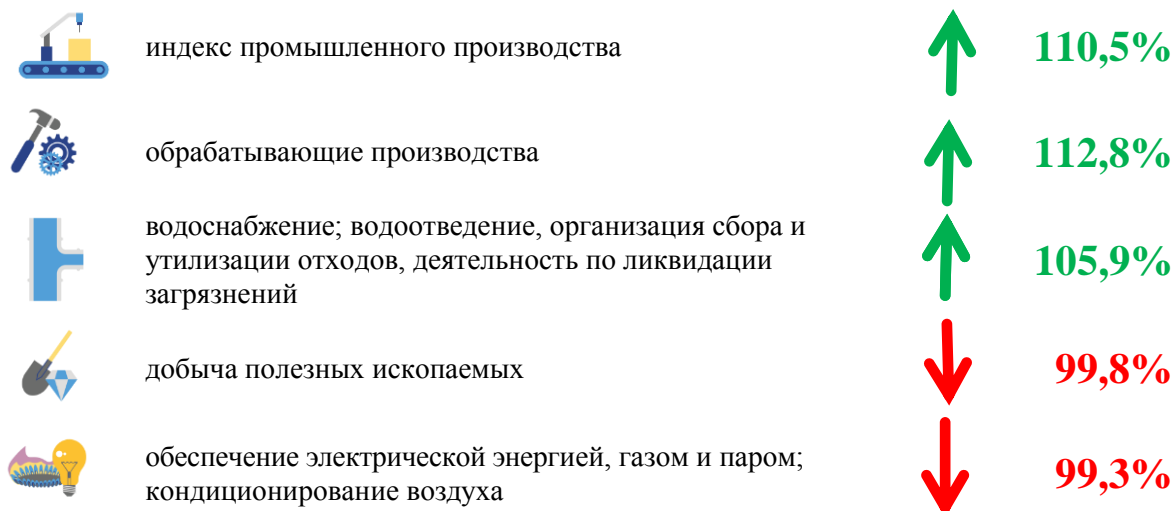 индекс промышленного производства
110,5%
обрабатывающие производства
112,8%
водоснабжение; водоотведение, организация сбора и
утилизации отходов, деятельность по ликвидации
загрязнений
105,9%
добыча полезных ископаемых
99,8%
обеспечение электрической энергией, газом и паром;
кондиционирование воздуха
99,3%